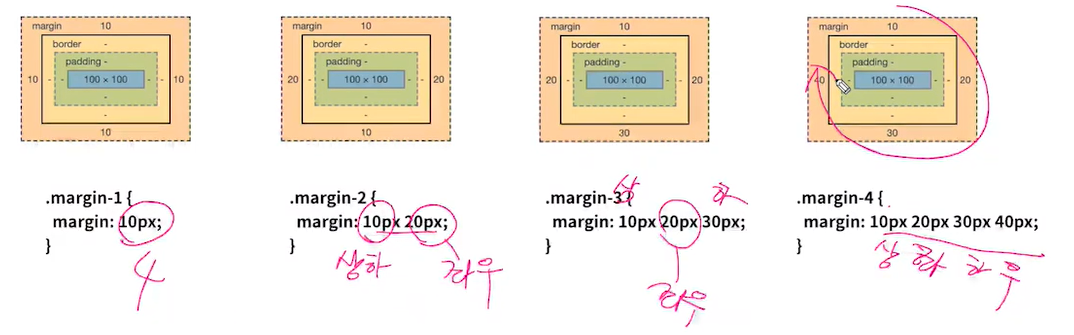 margin 10
border -
padding -
10 - - 100 × 100 - - 10
-
-
10
margin 10
border -
padding -
20 - - 100 × 100 - - 20
-
-
10
margin 10
border -
padding -
20 - - 100 × 100 - - 20
-
-
30
margin 10
border -
padding -
40 - 100 × 100 - - 20
-
-
30
.margin-1 {
margin: 10px;
}
4
.margin-2 {
margin: 10px 20px;
}
상하
좌우
상
하
.margin-3{
margin: 10px 20px 30px;
}
좌우
.margin-4 {
margin: 10px 20px 30px 40px;
}
상
우